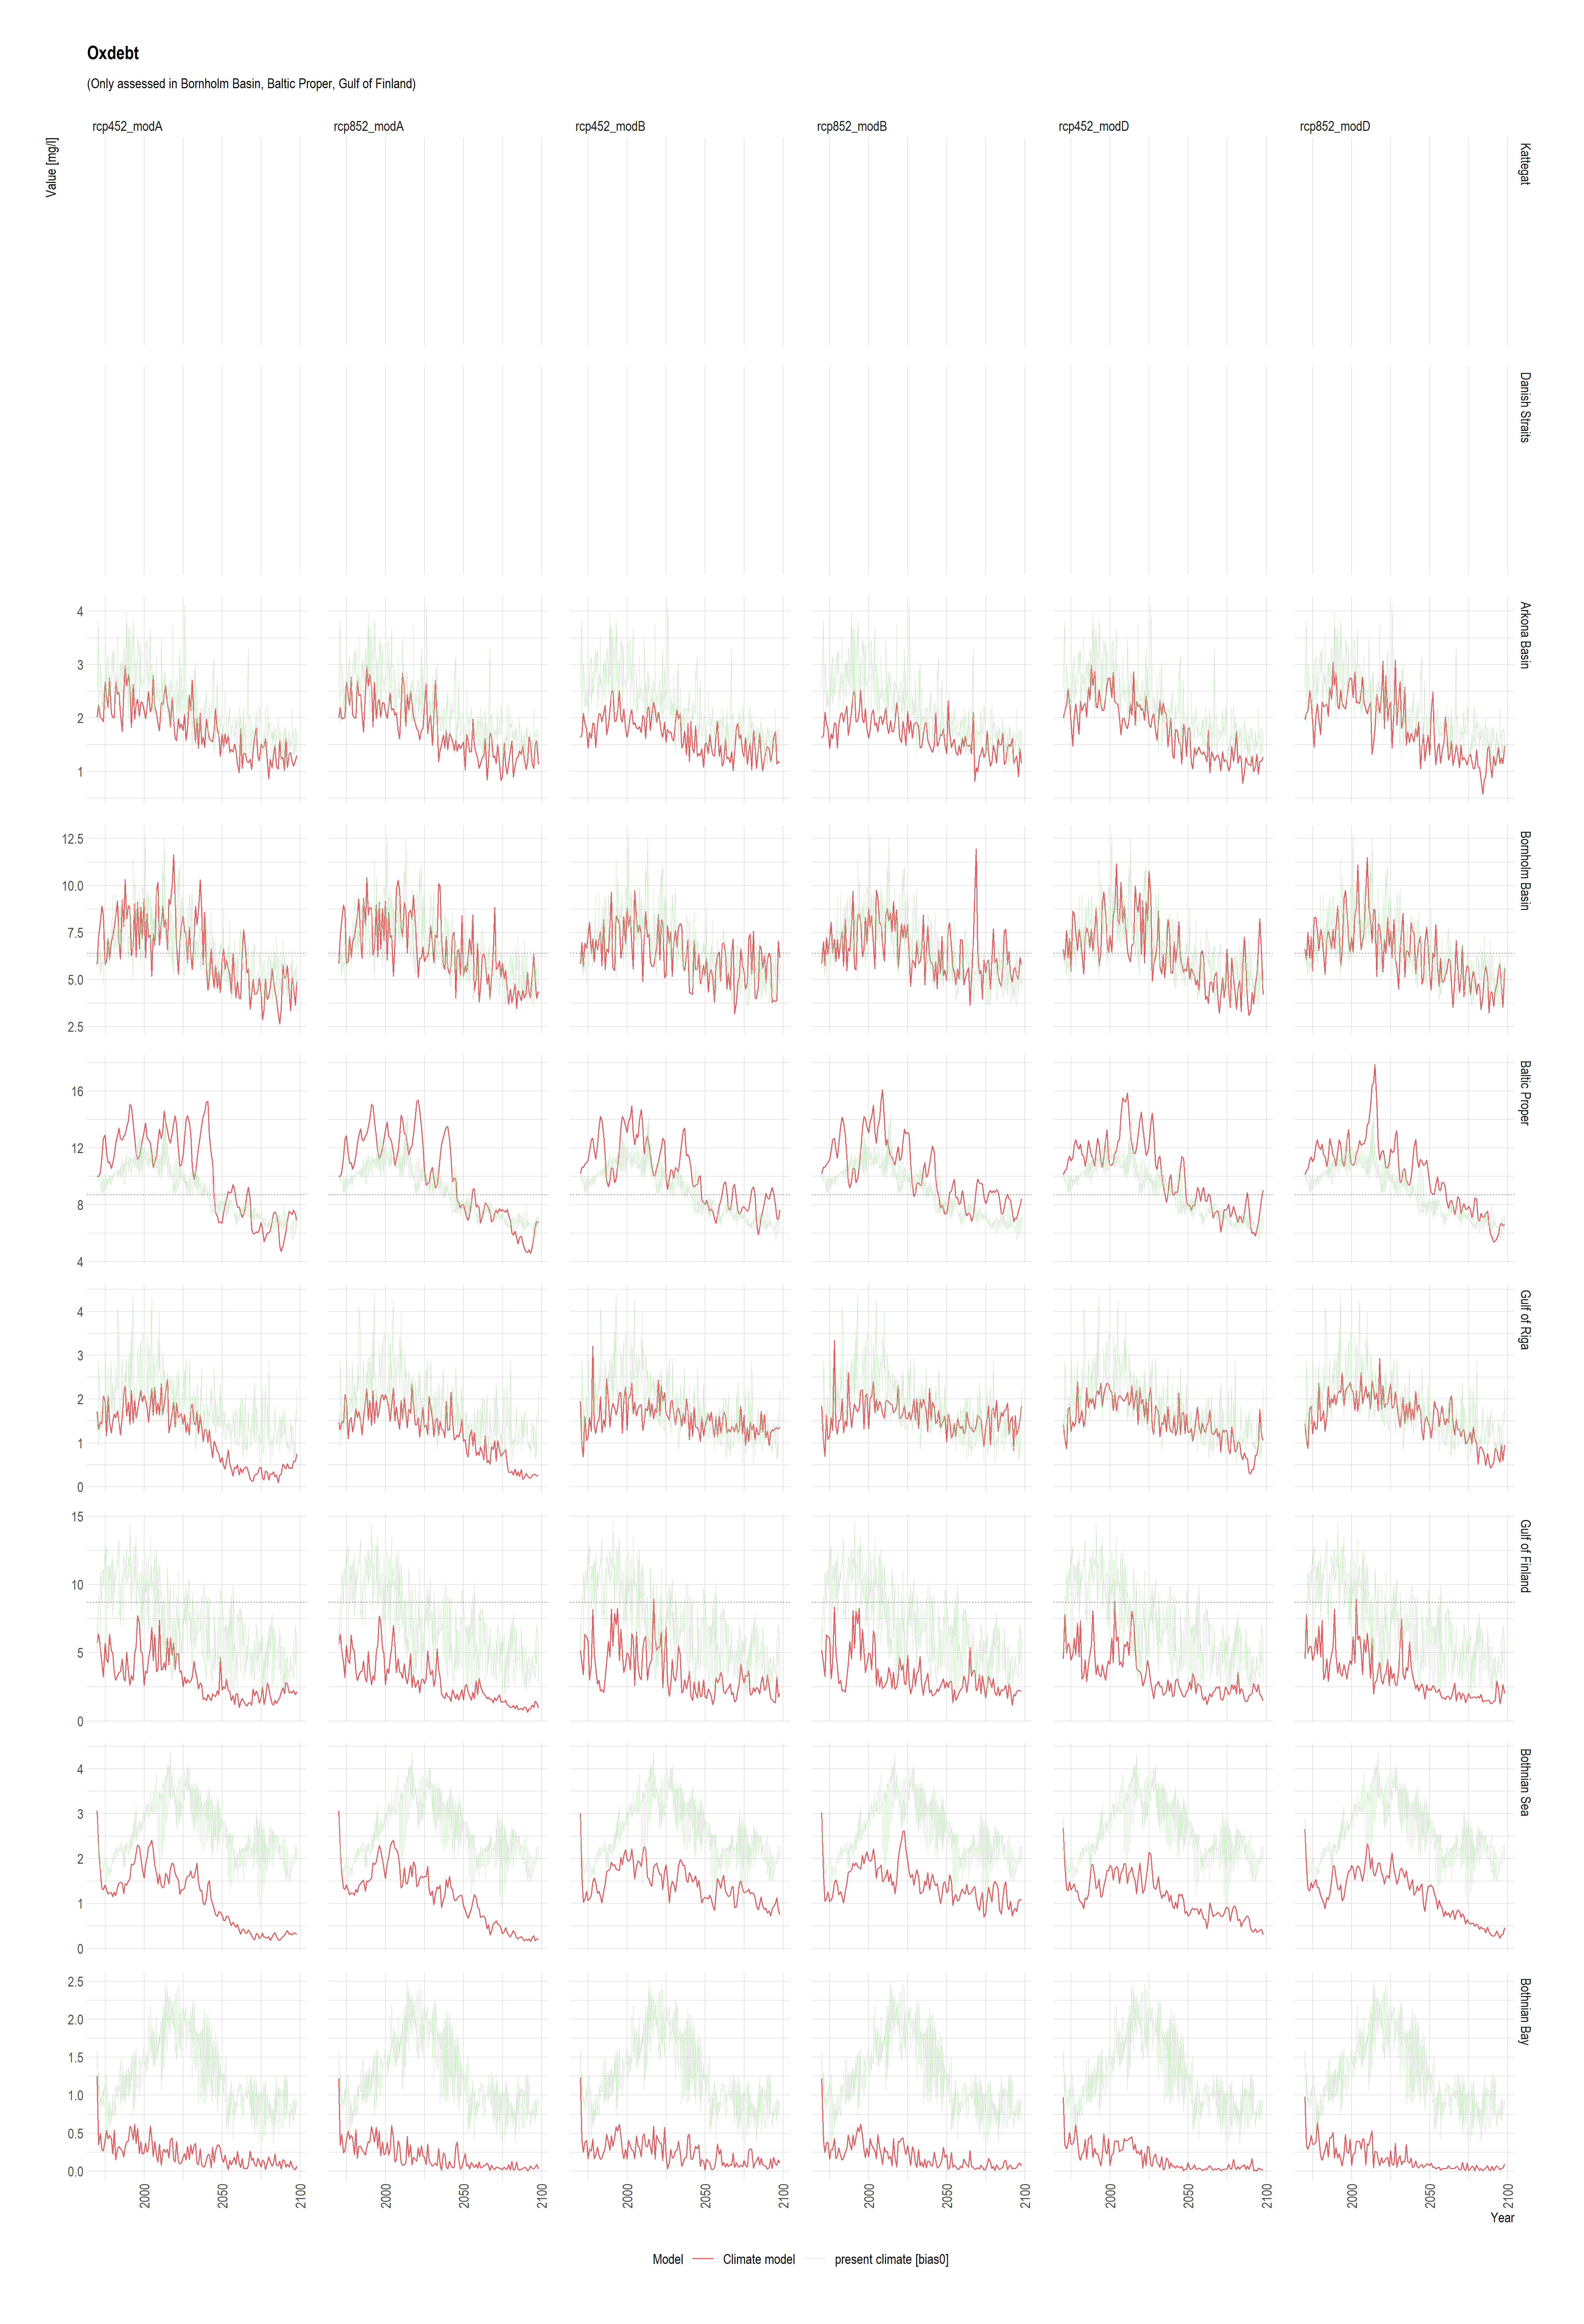 Oxdebt
(Only assessed in Bornholm Basin, Baltic Proper, Gulf of Finland)
rcp452_modA
rcp852_modA
rcp452_modB
rcp852_modB
rcp452_modD
rcp852_modD
Value [mg/l]
Kattegat
Danish Straits
4
3
2
1
Arkona Basin
12.5
10.0
7.5
5.0
2.5
Bornholm Basin
16
12
8
4
Baltic Proper
4
3
2
1
0
Gulf of Riga
15
10
5
0
Gulf of Finland
4
3
2
1
0
Bothnian Sea
2.5
2.0
1.5
1.0
0.5
0.0
Bothnian Bay
2000
2050
2100
2000
2050
2100
2000
2050
2100
2000
2050
2100
2000
2050
2100
2000
2050
2100
Year
Model
Climate model
present climate [bias0]